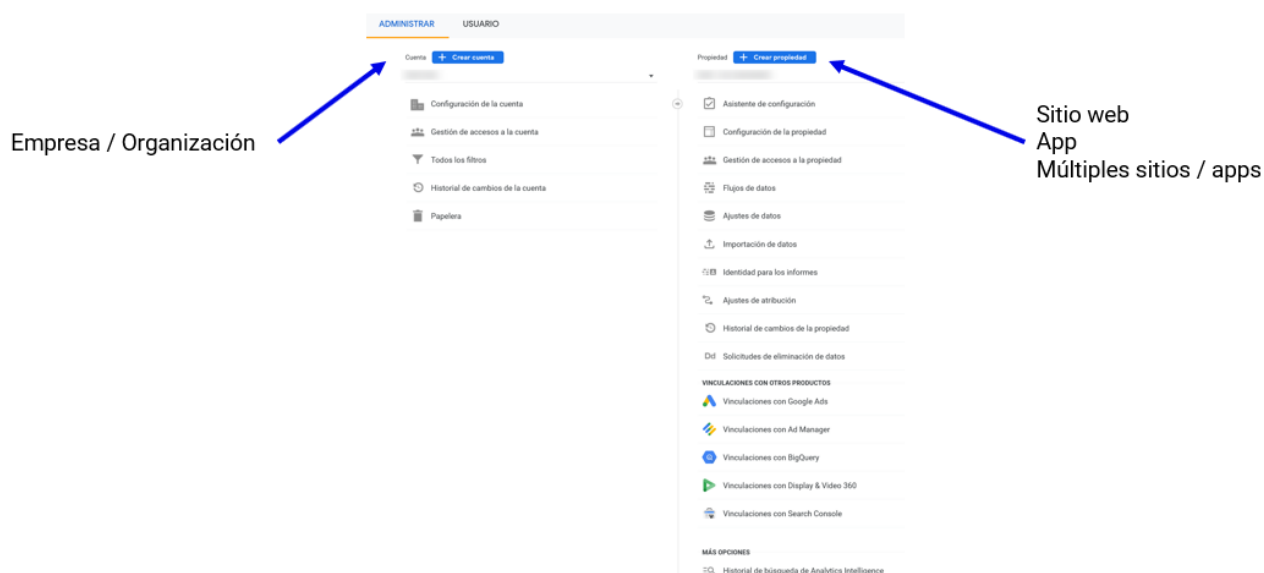 ADMINISTRAR USUARIO
Empresa / Organización
Cuenta + Crear cuenta
Configuración de la cuenta
Gestión de accesos a la cuenta
Todos los filtros
Historial de cambios de la cuenta
Papelera
Propiedad + Crear propiedad
Asistente de configuración
Configuración de la propiedad
Gestión de accesos a la propiedad
Flujos de datos
Ajustes de datos
Importación de datos
Identidad para los informes
Ajustes de atribución
Historial de cambios de la propiedad
Dd Solicitudes de eliminación de datos
VINCULACIONES CON OTROS PRODUCTOS
Vinculaciones con Google Ads
Vinculaciones con Ad Manager
Vinculaciones con BigQuery
Vinculaciones con Display & Video 360
Vinculaciones con Search Console
MÁS OPCIONES
Historial de búsqueda de Analytics Intelligence
Sitio web
App
Múltiples sitios / apps